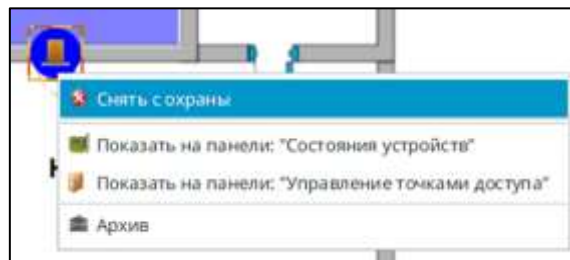 Снять с охраны
Показать на панели: "Состояния устройств"
Показать на панели: "Управление точками доступа"
Архив